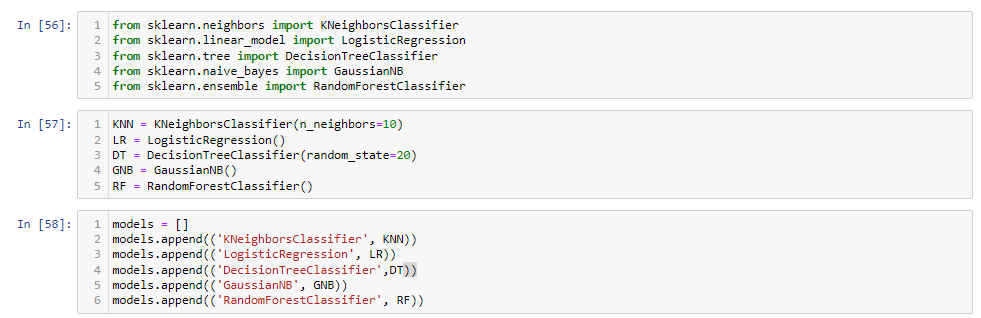 In [56]:
1 from sklearn.neighbors import KNeighborsClassifier
2 from sklearn.linear_model import LogisticRegression
3 from sklearn.tree import DecisionTreeClassifier
4 from sklearn.naive_bayes import GaussianNB
5 from sklearn.ensemble import RandomForestClassifier
In [57]:
1 KNN = KNeighborsClassifier(n_neighbors=10)
2 LR = LogisticRegression()
3 DT = DecisionTreeClassifier(random_state=20)
4 GNB = GaussianNB()
5 RF = RandomForestClassifier()
In [58]:
1 models = []
2 models.append(('KNeighborsClassifier', KNN))
3 models.append(('LogisticRegression', LR))
4 models.append(('DecisionTreeClassifier',DT))
5 models.append(('GaussianNB', GNB))
6 models.append(('RandomForestClassifier', RF))